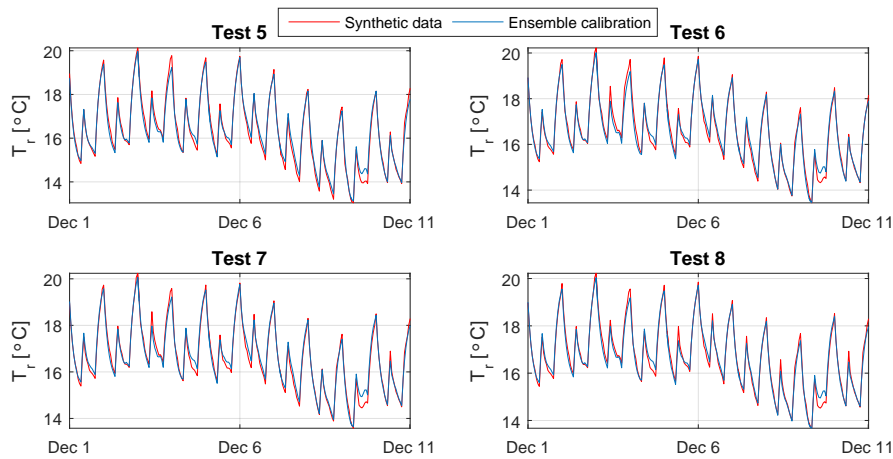 Synthetic data Ensemble calibration
Test 5 Test 6
20
18
16
14
T_r [°C]
Dec 1 Dec 6 Dec 11
20
18
16
14
T_r [°C]
Dec 1 Dec 6 Dec 11
Test 7 Test 8
20
18
16
14
T_r [°C]
Dec 1 Dec 6 Dec 11
20
18
16
14
T_r [°C]
Dec 1 Dec 6 Dec 11